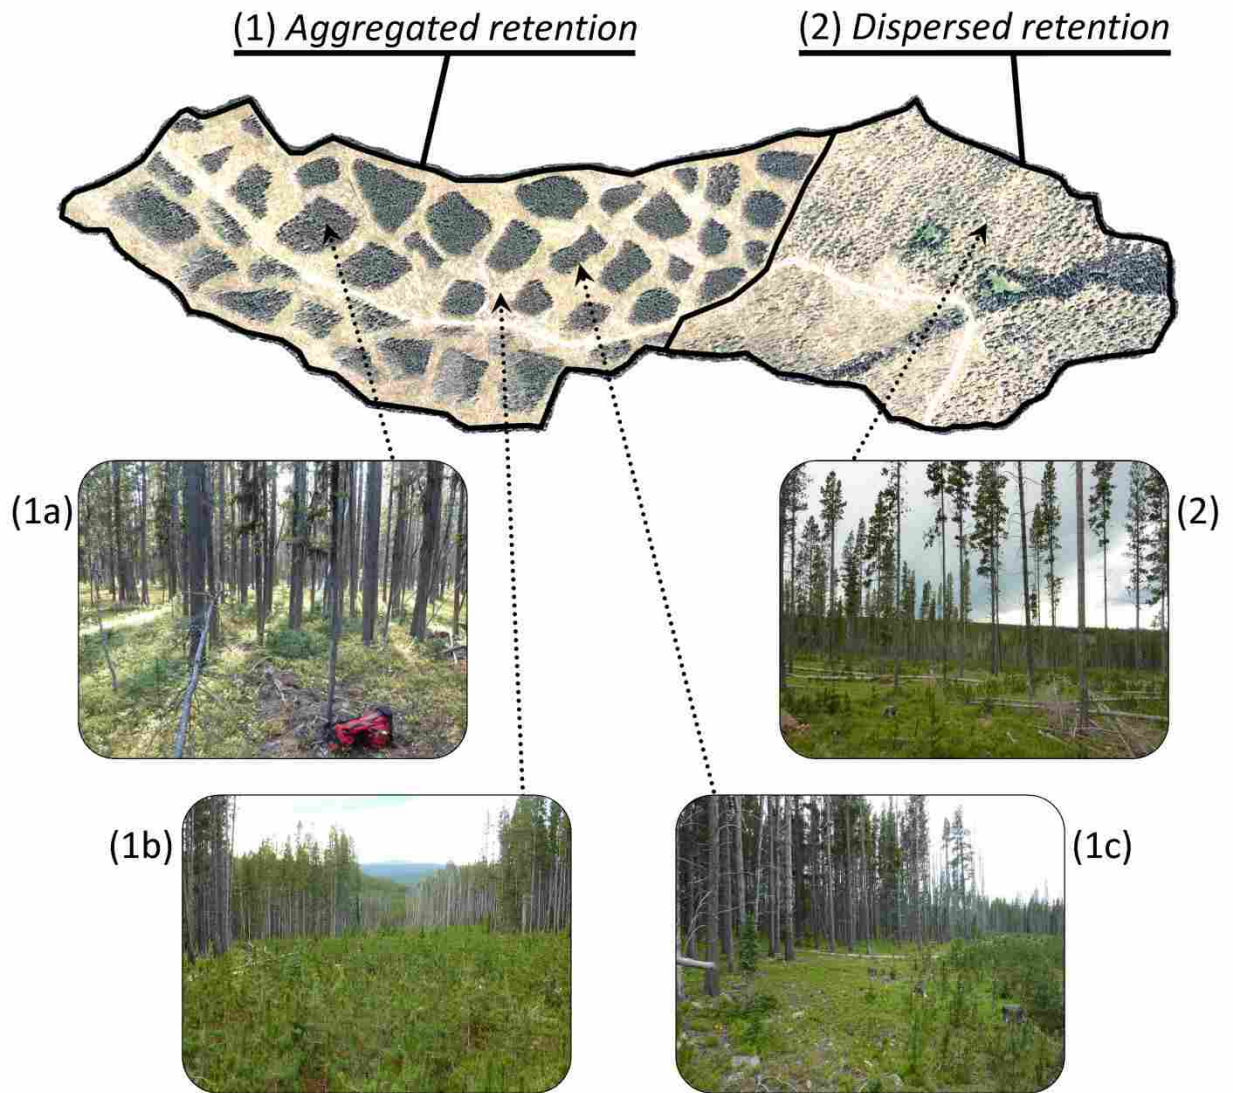 (1) Aggregated retention
(2) Dispersed retention
(1a)
(2)
(1b)
(1c)